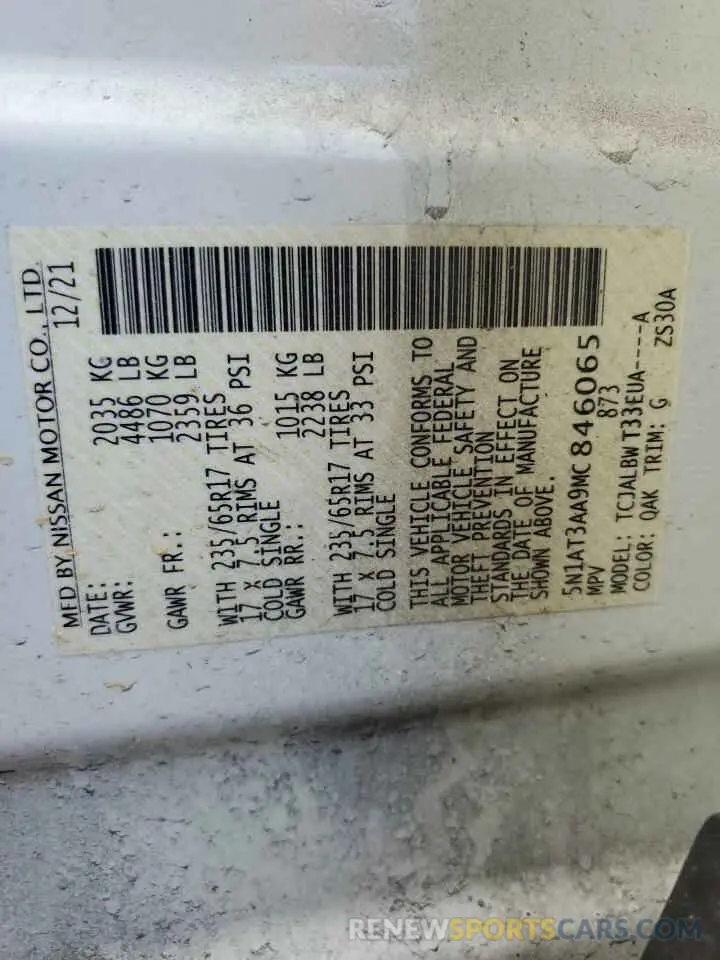 MFD BY NISSAN MOTOR CO., LTD.
DATE: 12/21
GVWR: 2035 KG
4486 LB
GAWR FR.: 1070 KG
2359 LB
WITH 235/65R17 TIRES
17 X 7.5 RIMS AT 36 PSI
COLD SINGLE
GAWR RR.: 1015 KG
2238 LB
WITH 235/65R17 TIRES
17 X 7.5 RIMS AT 33 PSI
COLD SINGLE
THIS VEHICLE CONFORMS TO
ALL APPLICABLE FEDERAL
MOTOR VEHICLE SAFETY AND
THEFT PREVENTION
STANDARDS IN EFFECT ON
THE DATE OF MANUFACTURE
SHOWN ABOVE.
5N1AT3AA9MC846065
MPV 873
MODEL: TCJALBWT33EUA----A
COLOR: QAK TRIM: G ZS30A
RENEWSPORTSCARS.COM